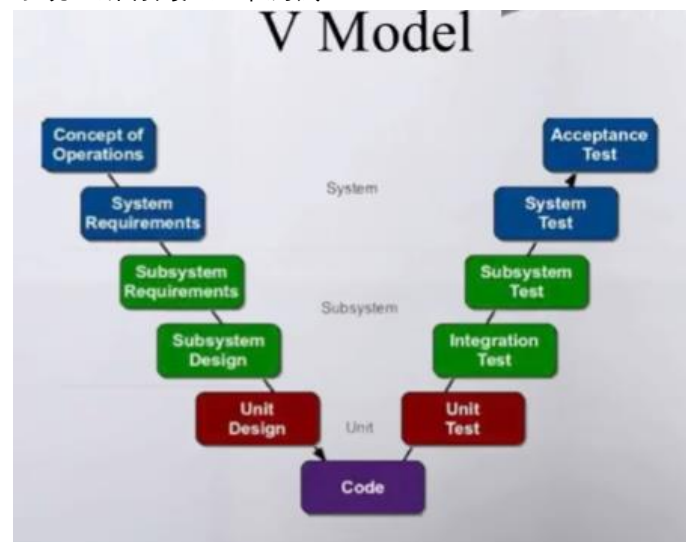 V Model
Concept of
Operations
Acceptance
Test
System
System
Requirements
System
Test
Subsystem
Requirements
Subsystem
Test
Subsystem
Subsystem
Design
Integration
Test
Unit
Design
Unit
Unit
Test
Code